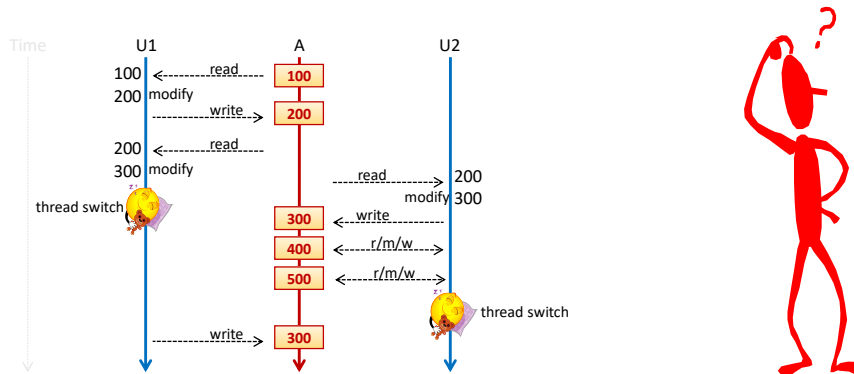 Time U1 A U2
100 read 100
200 modify
write 200
200 read
300 modify
read 200
modify 300
thread switch
300 write
400 r/m/w
500 r/m/w
thread switch
write 300
?